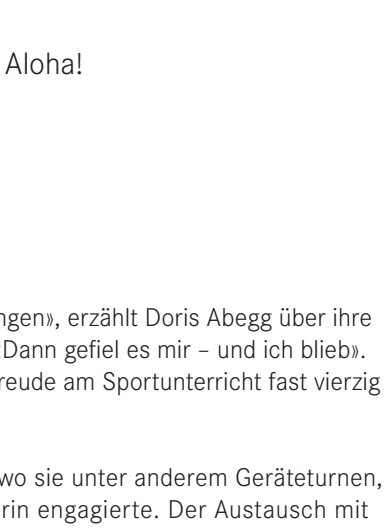 Aloha!
ngen», erzählt Doris Abegg über ihre
Dann gefiel es mir – und ich blieb».
reude am Sportunterricht fast vierzig
wo sie unter anderem Geräteturnen,
rin engagierte. Der Austausch mit